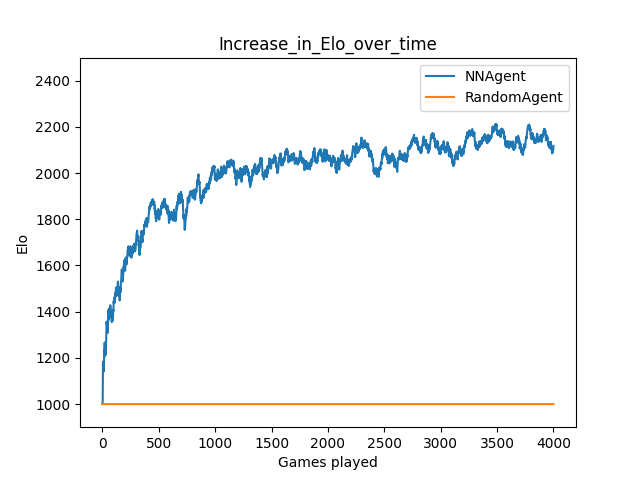 Increase_in_Elo_over_time
NNAgent
RandomAgent
2400
2200
2000
1800
1600
1400
1200
1000
Elo
0 500 1000 1500 2000 2500 3000 3500 4000
Games played